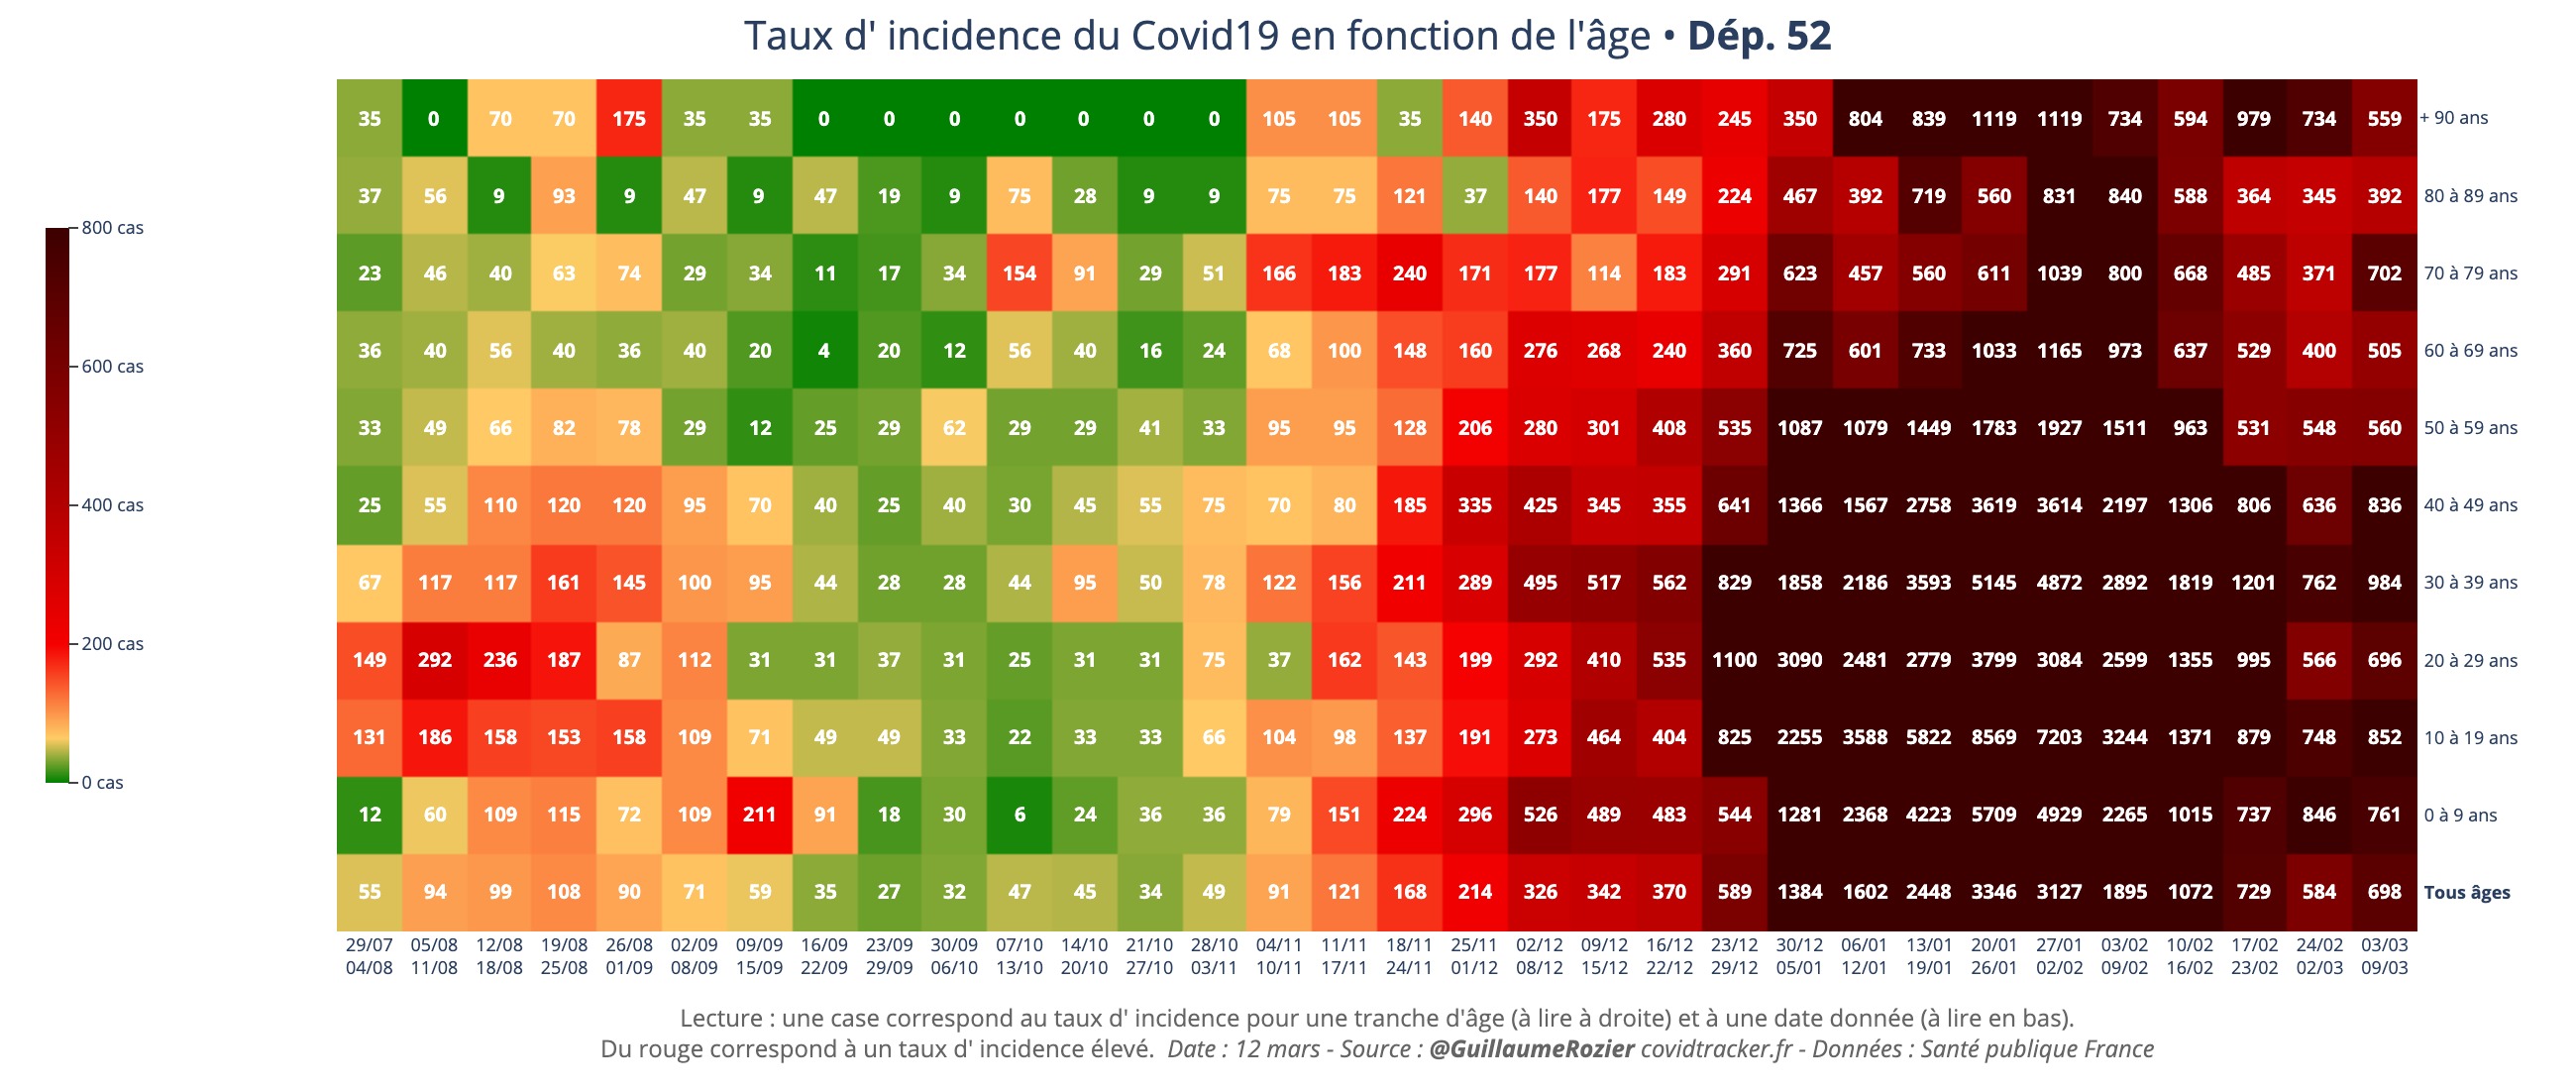 Taux d' incidence du Covid19 en fonction de l'âge • Dép. 52
800 cas
600 cas
400 cas
200 cas
0 cas
35 0 70 70 175 35 35 0 0 0 0 0 0 0 105 105 35 140 350 175 280 245 350 804 839 1119 1119 734 594 979 734 559 + 90 ans
37 56 9 93 9 47 9 47 19 9 75 28 9 9 75 75 121 37 140 177 149 224 467 392 719 560 831 840 588 364 345 392 80 à 89 ans
23 46 40 63 74 29 34 11 17 34 154 91 29 51 166 183 240 171 177 114 183 291 623 457 560 611 1039 800 668 485 371 702 70 à 79 ans
36 40 56 40 36 40 20 4 20 12 56 40 16 24 68 100 148 160 276 268 240 360 725 601 733 1033 1165 973 637 529 400 505 60 à 69 ans
33 49 66 82 78 29 12 25 29 62 29 29 41 33 95 95 128 206 280 301 408 535 1087 1079 1449 1783 1927 1511 963 531 548 560 50 à 59 ans
25 55 110 120 120 95 70 40 25 40 30 45 55 75 70 80 185 335 425 345 355 641 1366 1567 2758 3619 3614 2197 1306 806 636 836 40 à 49 ans
67 117 117 161 145 100 95 44 28 28 44 95 50 78 122 156 211 289 495 517 562 829 1858 2186 3593 5145 4872 2892 1819 1201 762 984 30 à 39 ans
149 292 236 187 87 112 31 31 37 31 25 31 31 75 37 162 143 199 292 410 535 1100 3090 2481 2779 3799 3084 2599 1355 995 566 696 20 à 29 ans
131 186 158 153 158 109 71 49 49 33 22 33 33 66 104 98 137 191 273 464 404 825 2255 3588 5822 8569 7203 3244 1371 879 748 852 10 à 19 ans
12 60 109 115 72 109 211 91 18 30 6 24 36 36 79 151 224 296 526 489 483 544 1281 2368 4223 5709 4929 2265 1015 737 846 761 0 à 9 ans
55 94 99 108 90 71 59 35 27 32 47 45 34 49 91 121 168 214 326 342 370 589 1384 1602 2448 3346 3127 1895 1072 729 584 698 Tous âges
29/07 05/08 12/08 19/08 26/08 02/09 09/09 16/09 23/09 30/09 07/10 14/10 21/10 28/10 04/11 11/11 18/11 25/11 02/12 09/12 16/12 23/12 30/12 06/01 13/01 20/01 27/01 03/02 10/02 17/02 24/02 03/03
04/08 11/08 18/08 25/08 01/09 08/09 15/09 22/09 29/09 06/10 13/10 20/10 27/10 03/11 10/11 17/11 24/11 01/12 08/12 15/12 22/12 29/12 05/01 12/01 19/01 26/01 02/02 09/02 16/02 23/02 02/03 09/03
Lecture : une case correspond au taux d' incidence pour une tranche d'âge (à lire à droite) et à une date donnée (à lire en bas).
Du rouge correspond à un taux d' incidence élevé. Date : 12 mars - Source : @GuillaumeRozier covidtracker.fr - Données : Santé publique France